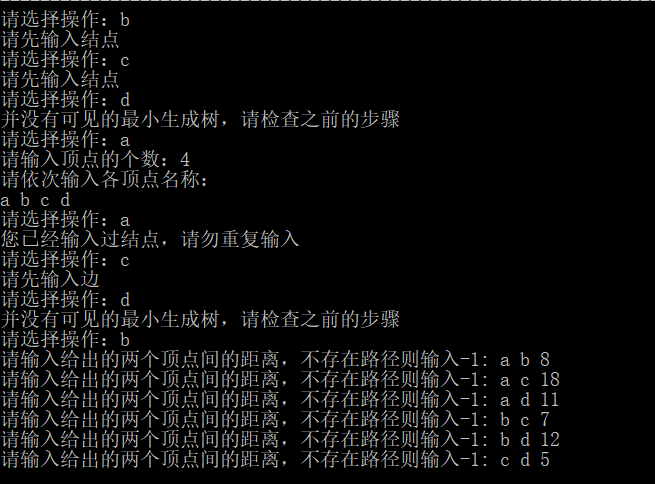 请选择操作：b
请先输入结点
请选择操作：c
请先输入结点
请选择操作：d
并没有可见的最小生成树，请检查之前的步骤
请选择操作：a
请输入顶点的个数：4
请依次输入各顶点名称：
a b c d
请选择操作：a
您已经输入过结点，请勿重复输入
请选择操作：c
请先输入边
请选择操作：d
并没有可见的最小生成树，请检查之前的步骤
请选择操作：b
请输入给出的两个顶点间的距离，不存在路径则输入-1: a b 8
请输入给出的两个顶点间的距离，不存在路径则输入-1: a c 18
请输入给出的两个顶点间的距离，不存在路径则输入-1: a d 11
请输入给出的两个顶点间的距离，不存在路径则输入-1: b c 7
请输入给出的两个顶点间的距离，不存在路径则输入-1: b d 12
请输入给出的两个顶点间的距离，不存在路径则输入-1: c d 5